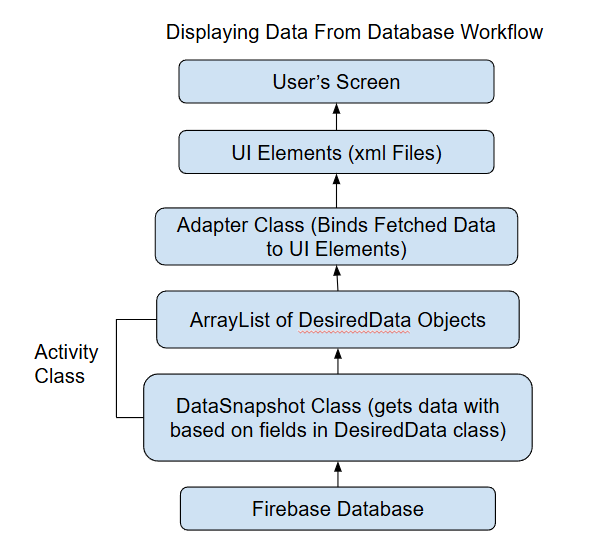 Displaying Data From Database Workflow
User's Screen
UI Elements (xml Files)
Adapter Class (Binds Fetched Data
to UI Elements)
ArrayList of DesiredData Objects
Activity
Class
DataSnapshot Class (gets data with
based on fields in DesiredData class)
Firebase Database